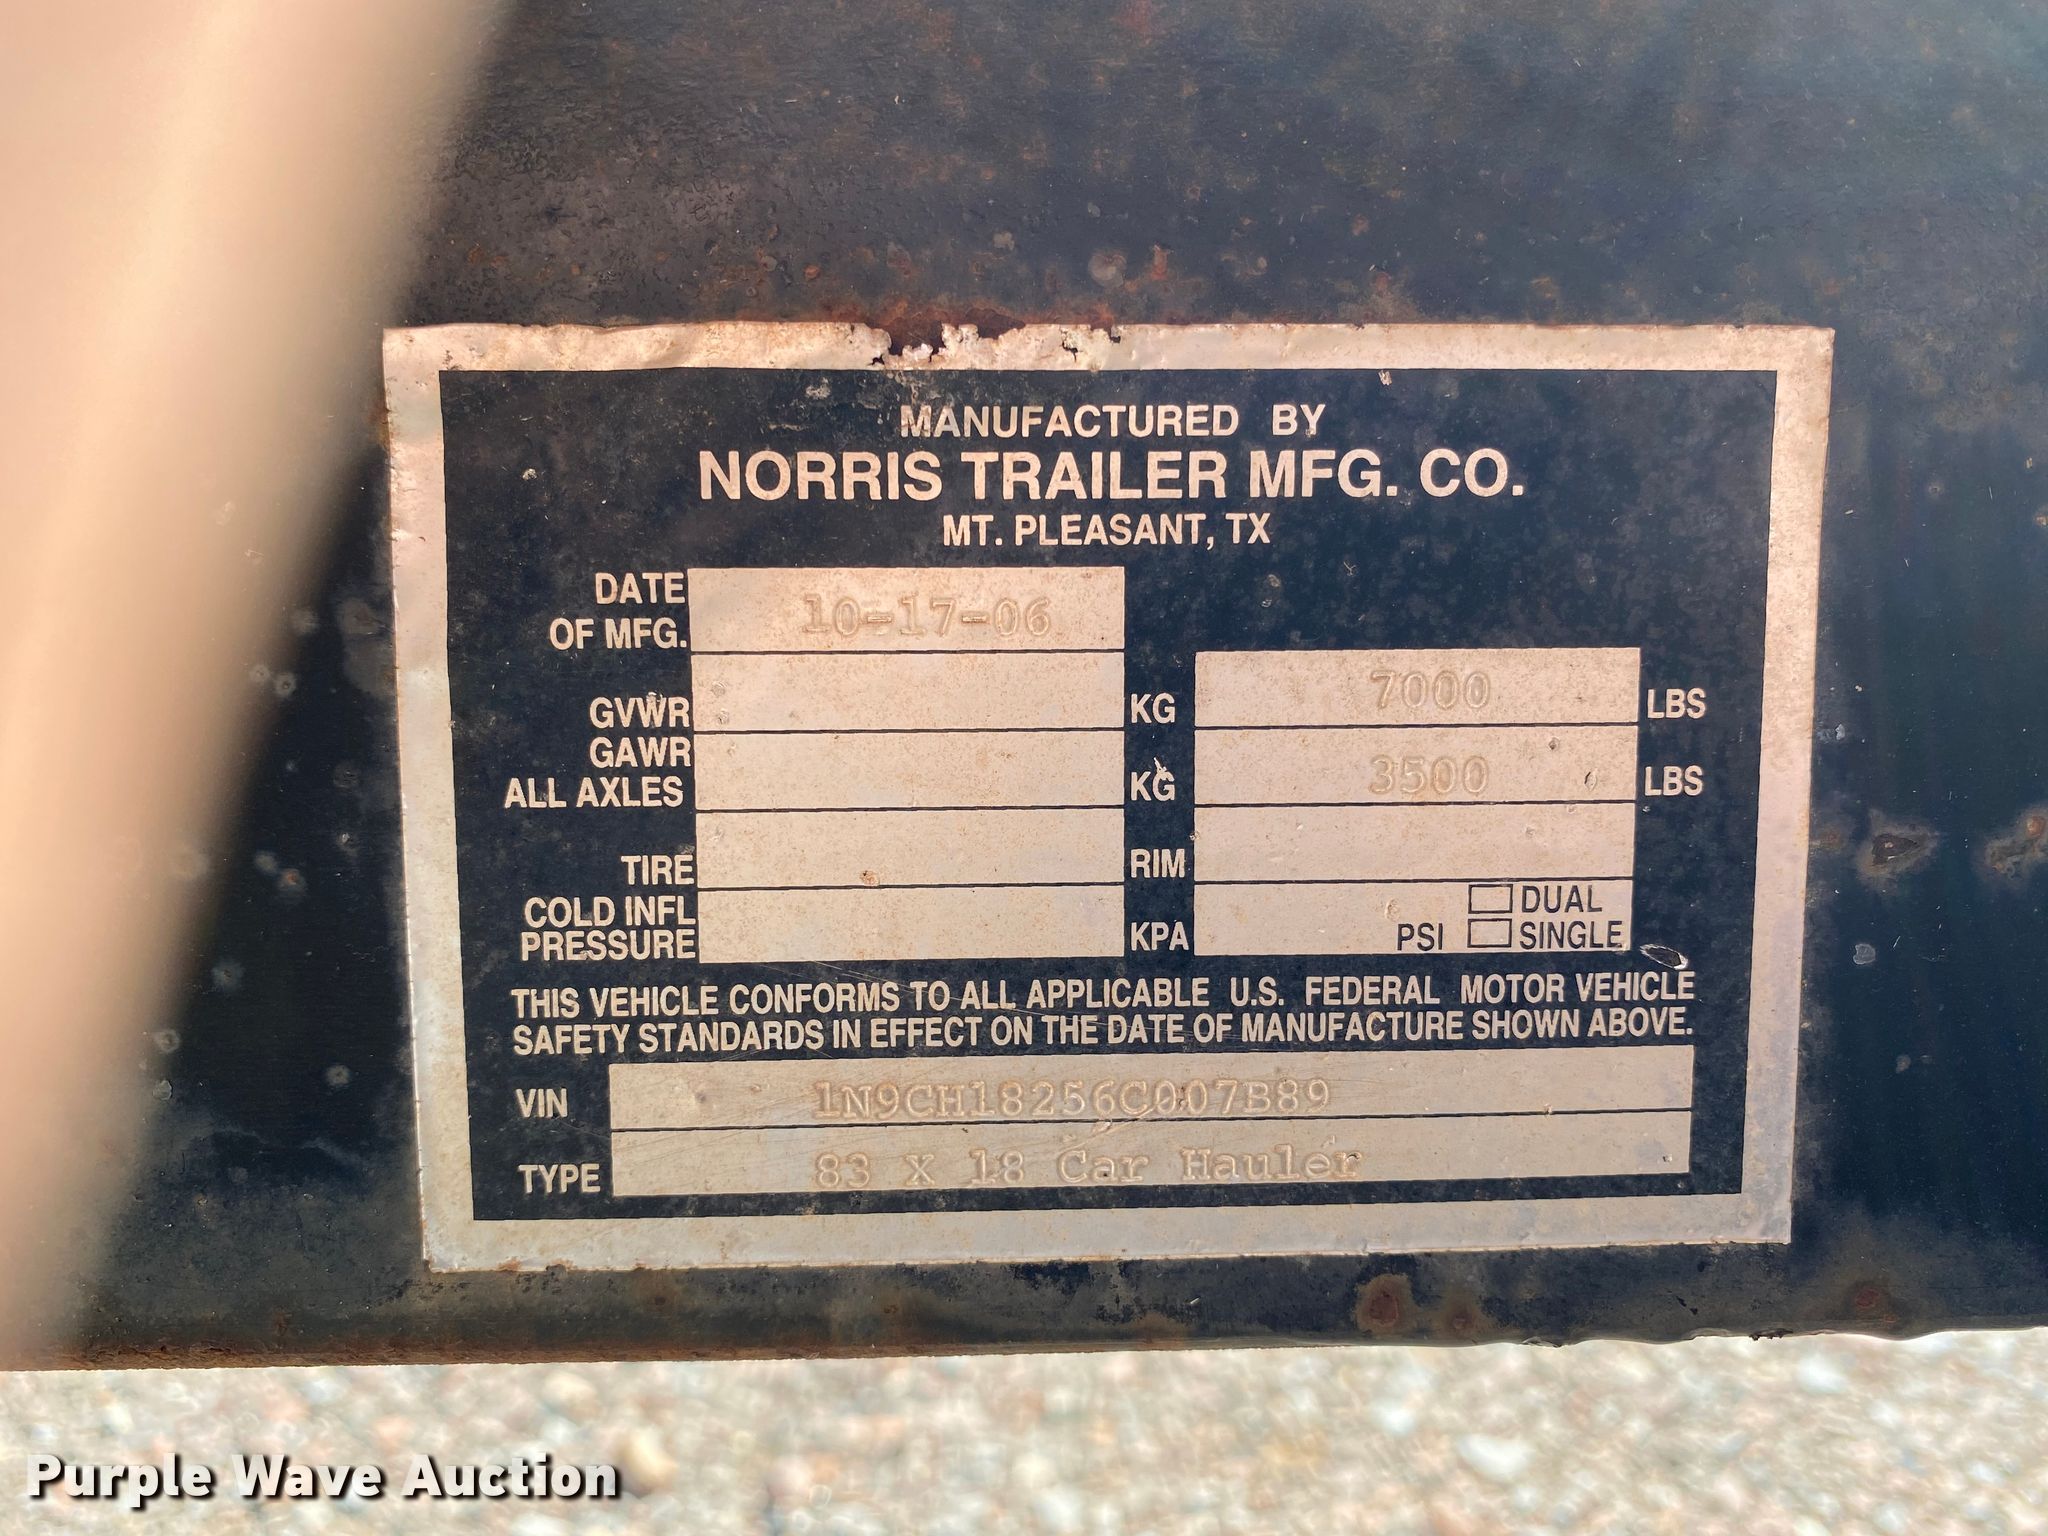 MANUFACTURED BY
NORRIS TRAILER MFG. CO.
MT. PLEASANT, TX
DATE
OF MFG. 10-17-06
GVWR KG 7000 LBS
GAWR
ALL AXLES KG 3500 LBS
TIRE RIM
COLD INFL
PRESSURE KPA PSI DUAL
SINGLE
THIS VEHICLE CONFORMS TO ALL APPLICABLE U.S. FEDERAL MOTOR VEHICLE
SAFETY STANDARDS IN EFFECT ON THE DATE OF MANUFACTURE SHOWN ABOVE.
VIN 1N9CH18256C007B89
TYPE 83 X 18 Car Hauler
Purple Wave Auction